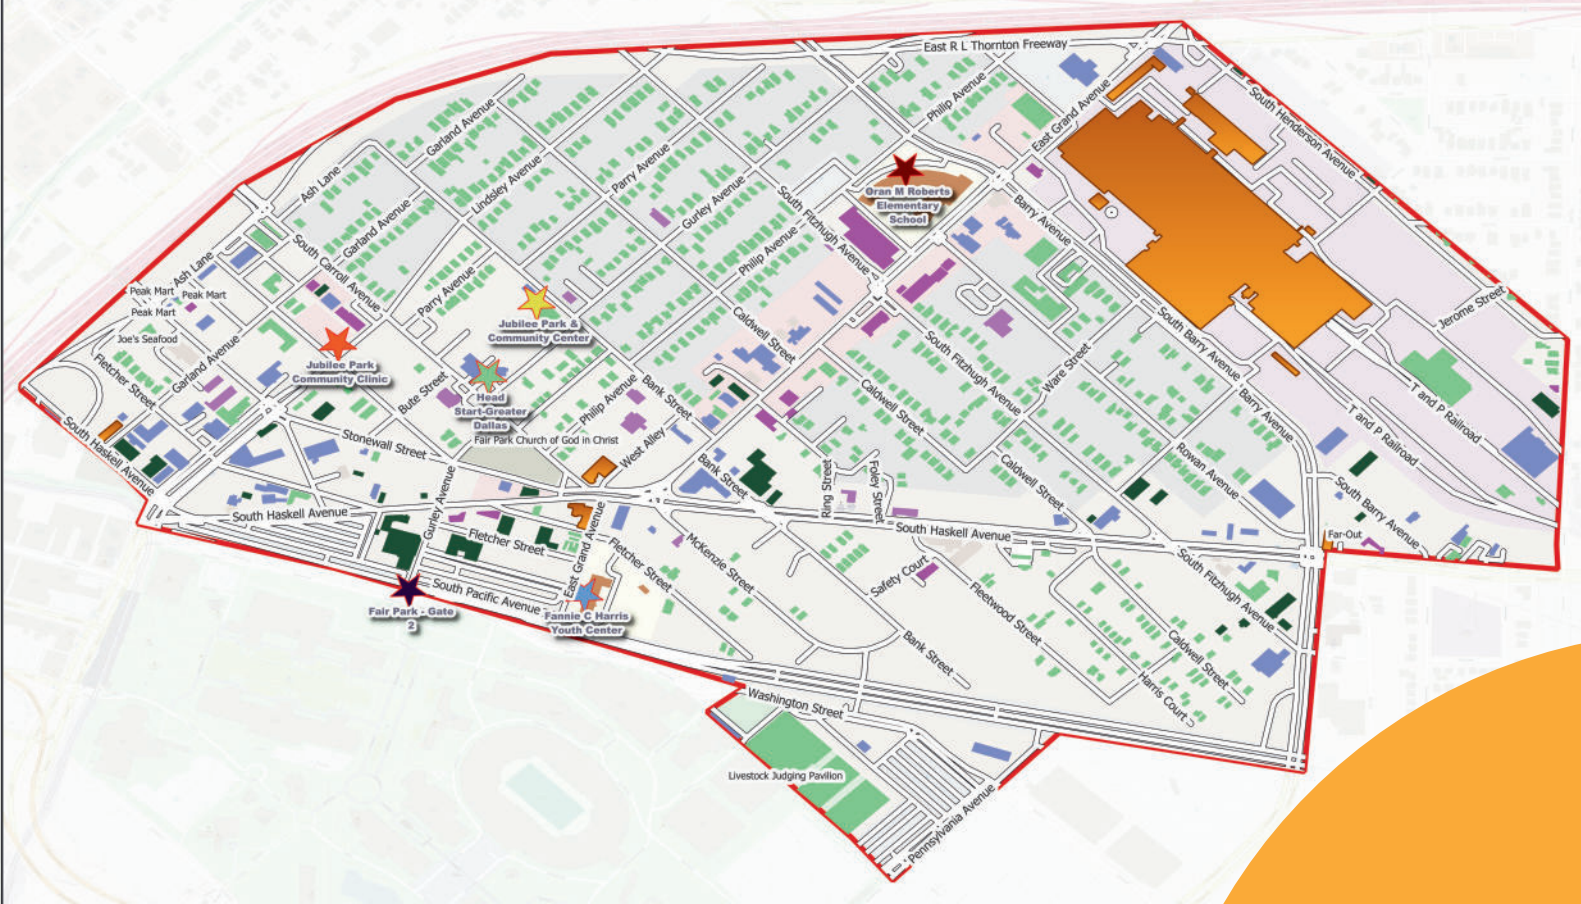 East R L Thornton Freeway
Philip Avenue
East Grand Avenue
South Henderson Avenue
Garland Avenue
Ash Lane
Lindsley Avenue
Parry Avenue
Gurley Avenue
South Fitzhugh Avenue
Oran M Roberts
Elementary
School
Barry Avenue
Garland Avenue
South Carroll Avenue
Ash Lane
Parry Avenue
Philip Avenue
Peak Mart
Peak Mart
Peak Mart
Joe's Seafood
Jubilee Park &
Community Center
Caldwell Street
South Barry Avenue
Jerome Street
Fletcher Street
Garland Avenue
Jubilee Park
Community Clinic
Bute Street
Head
Start-Greater
Dallas
Philip Avenue
Bank Street
South Fitzhugh Avenue
Ware Street
Caldwell Street
Barry Avenue
T and P Railroad
T and P Railroad
South Haskell Avenue
Stonewall Street
Fair Park Church of God in Christ
West Alley
Bank Street
Ring Street
Foley Street
Caldwell Street
Rowan Avenue
South Barry Avenue
South Haskell Avenue
Gurley Avenue
Fletcher Street
East Grand Avenue
Fletcher Street
McKenzie Street
South Haskell Avenue
Far-Out
South Pacific Avenue
Safety Court
Fleetwood Street
South Fitzhugh Avenue
Fair Park - Gate
2
Fannie C Harris
Youth Center
Bank Street
Caldwell Street
Harris Court
Washington Street
Livestock Judging Pavilion
Pennsylvania Avenue